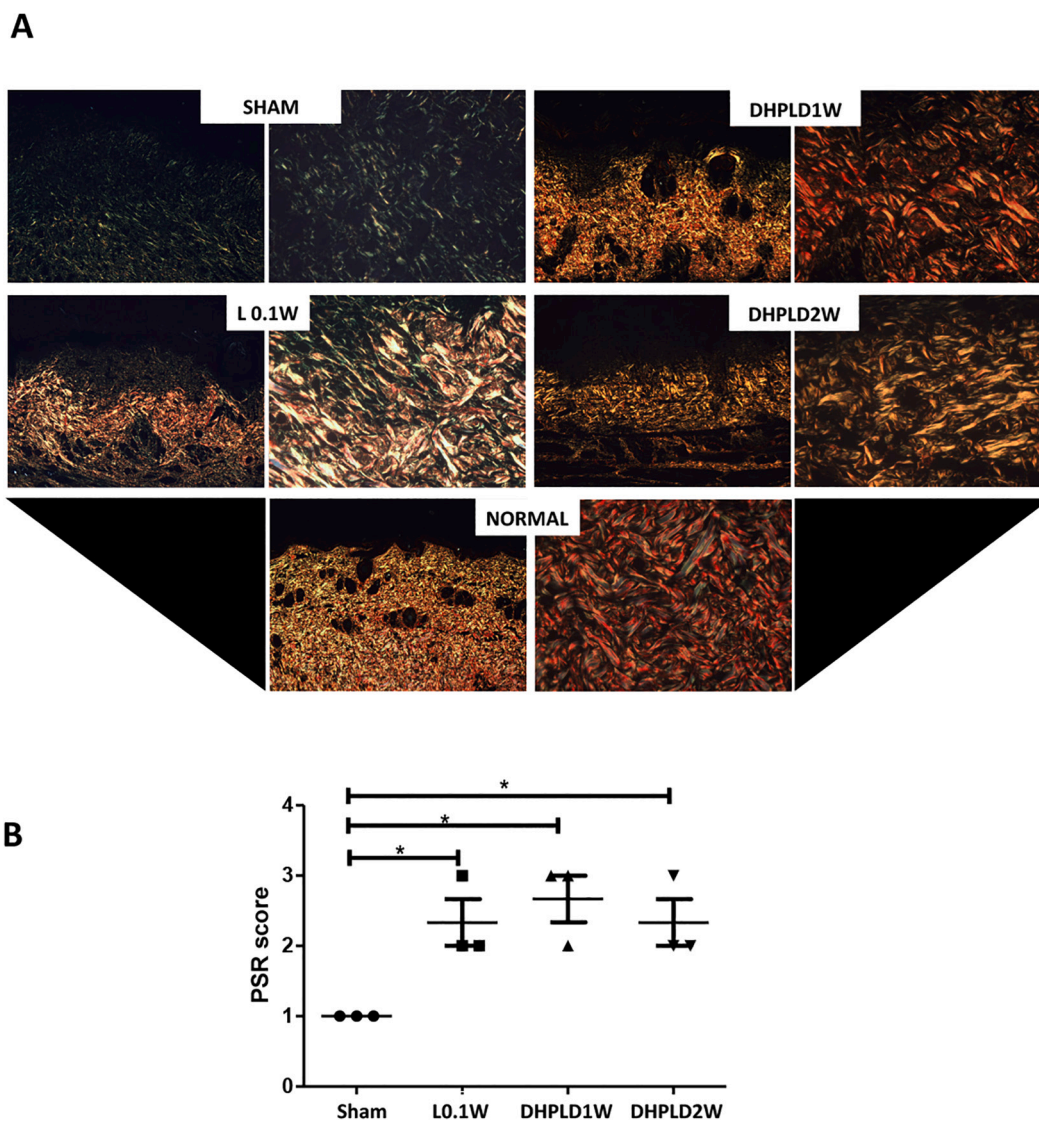 A
SHAM
DHPLD1W
L 0.1W
DHPLD2W
NORMAL
B
PSR score
4
3
2
1
0
*
*
*
Sham
L0.1W
DHPLD1W
DHPLD2W